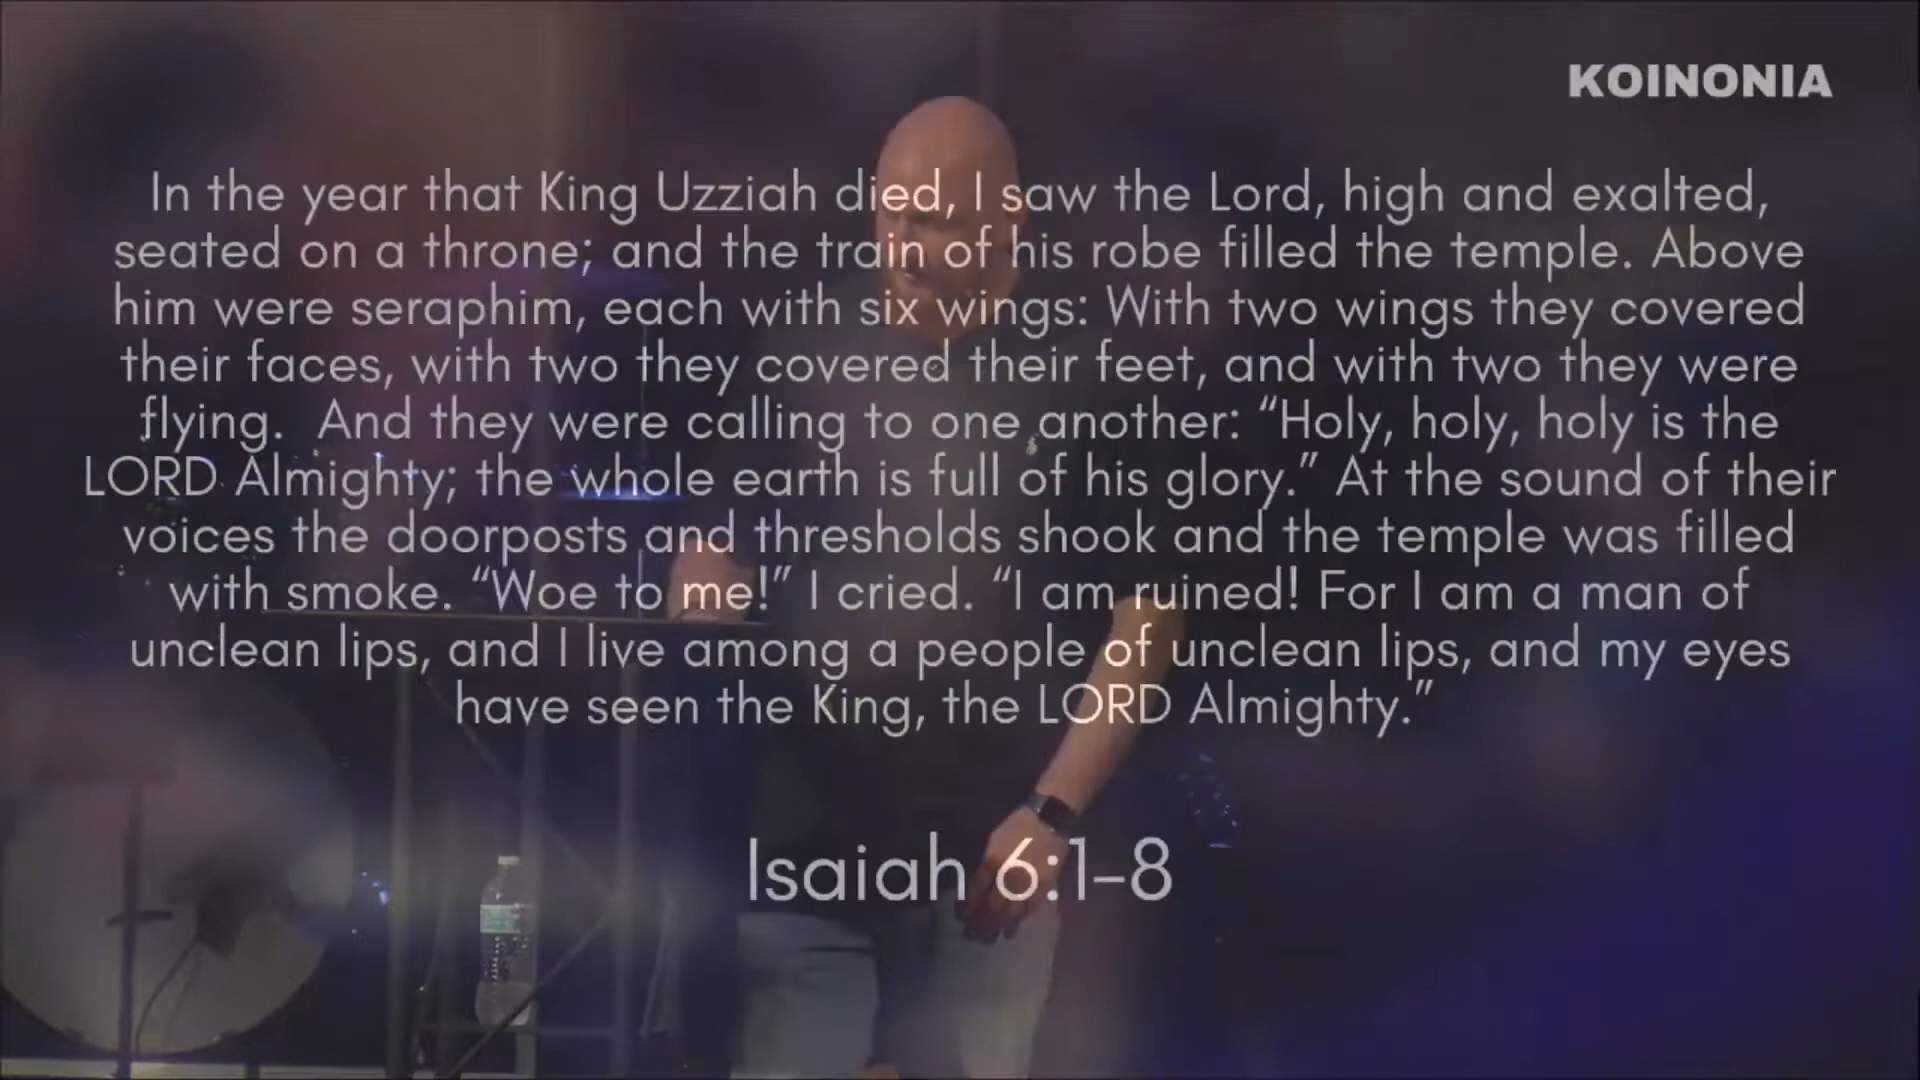 KOINONIA
In the year that King Uzziah died, I saw the Lord, high and exalted,
seated on a throne; and the train of his robe filled the temple. Above
him were seraphim, each with six wings: With two wings they covered
their faces, with two they covered their feet, and with two they were
flying.  And they were calling to one another: “Holy, holy, holy is the
LORD Almighty; the whole earth is full of his glory.” At the sound of their
voices the doorposts and thresholds shook and the temple was filled
with smoke. “Woe to me!” I cried. “I am ruined! For I am a man of
unclean lips, and I live among a people of unclean lips, and my eyes
have seen the King, the LORD Almighty.”
Isaiah 6:1-8